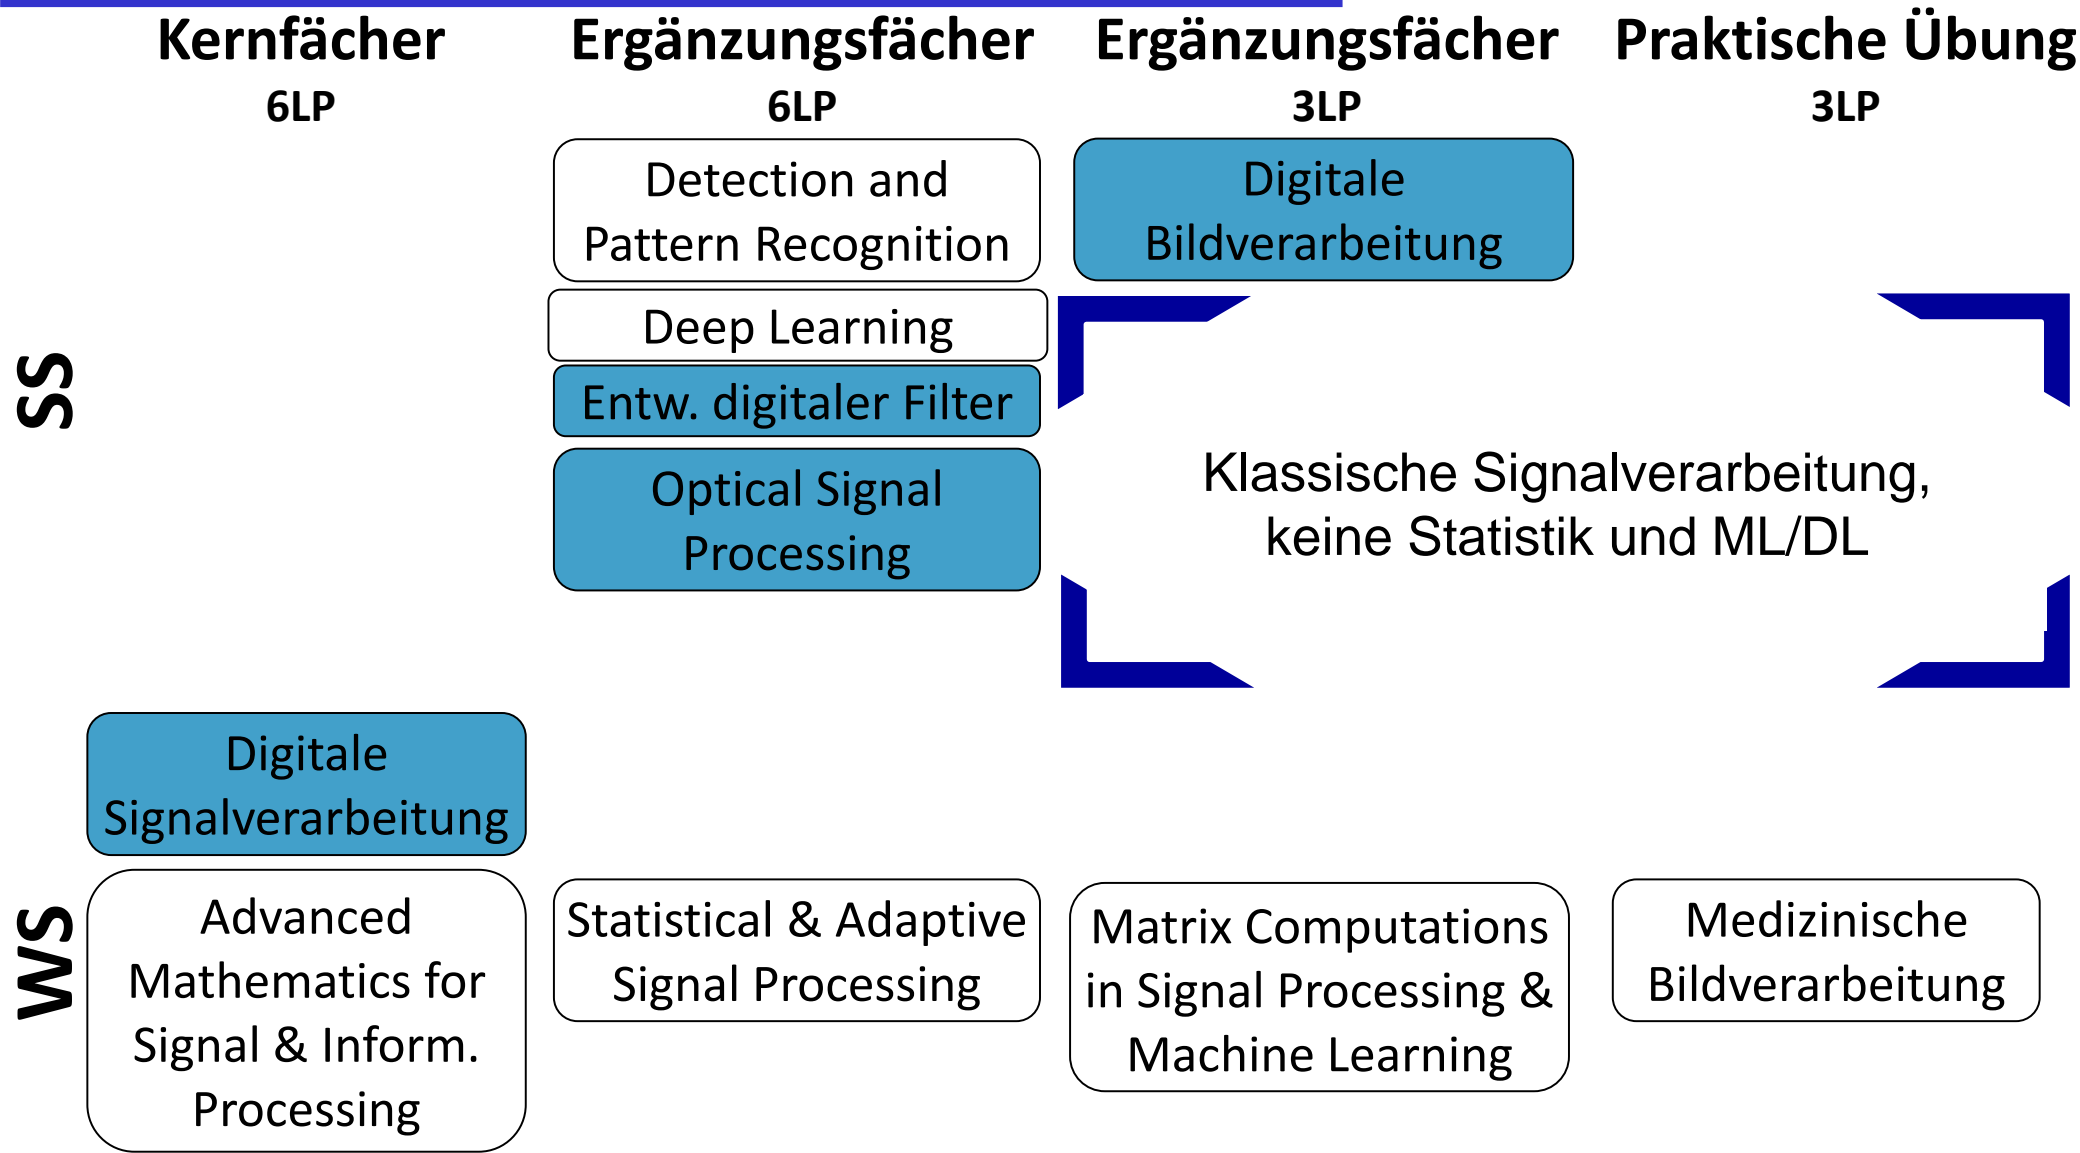 Kernfächer
6LP
Ergänzungsfächer
6LP
Ergänzungsfächer
3LP
Praktische Übung
3LP
SS
Detection and
Pattern Recognition
Deep Learning
Entw. digitaler Filter
Optical Signal
Processing
Digitale
Bildverarbeitung
Klassische Signalverarbeitung,
keine Statistik und ML/DL
WS
Digitale
Signalverarbeitung
Advanced
Mathematics for
Signal & Inform.
Processing
Statistical & Adaptive
Signal Processing
Matrix Computations
in Signal Processing &
Machine Learning
Medizinische
Bildverarbeitung